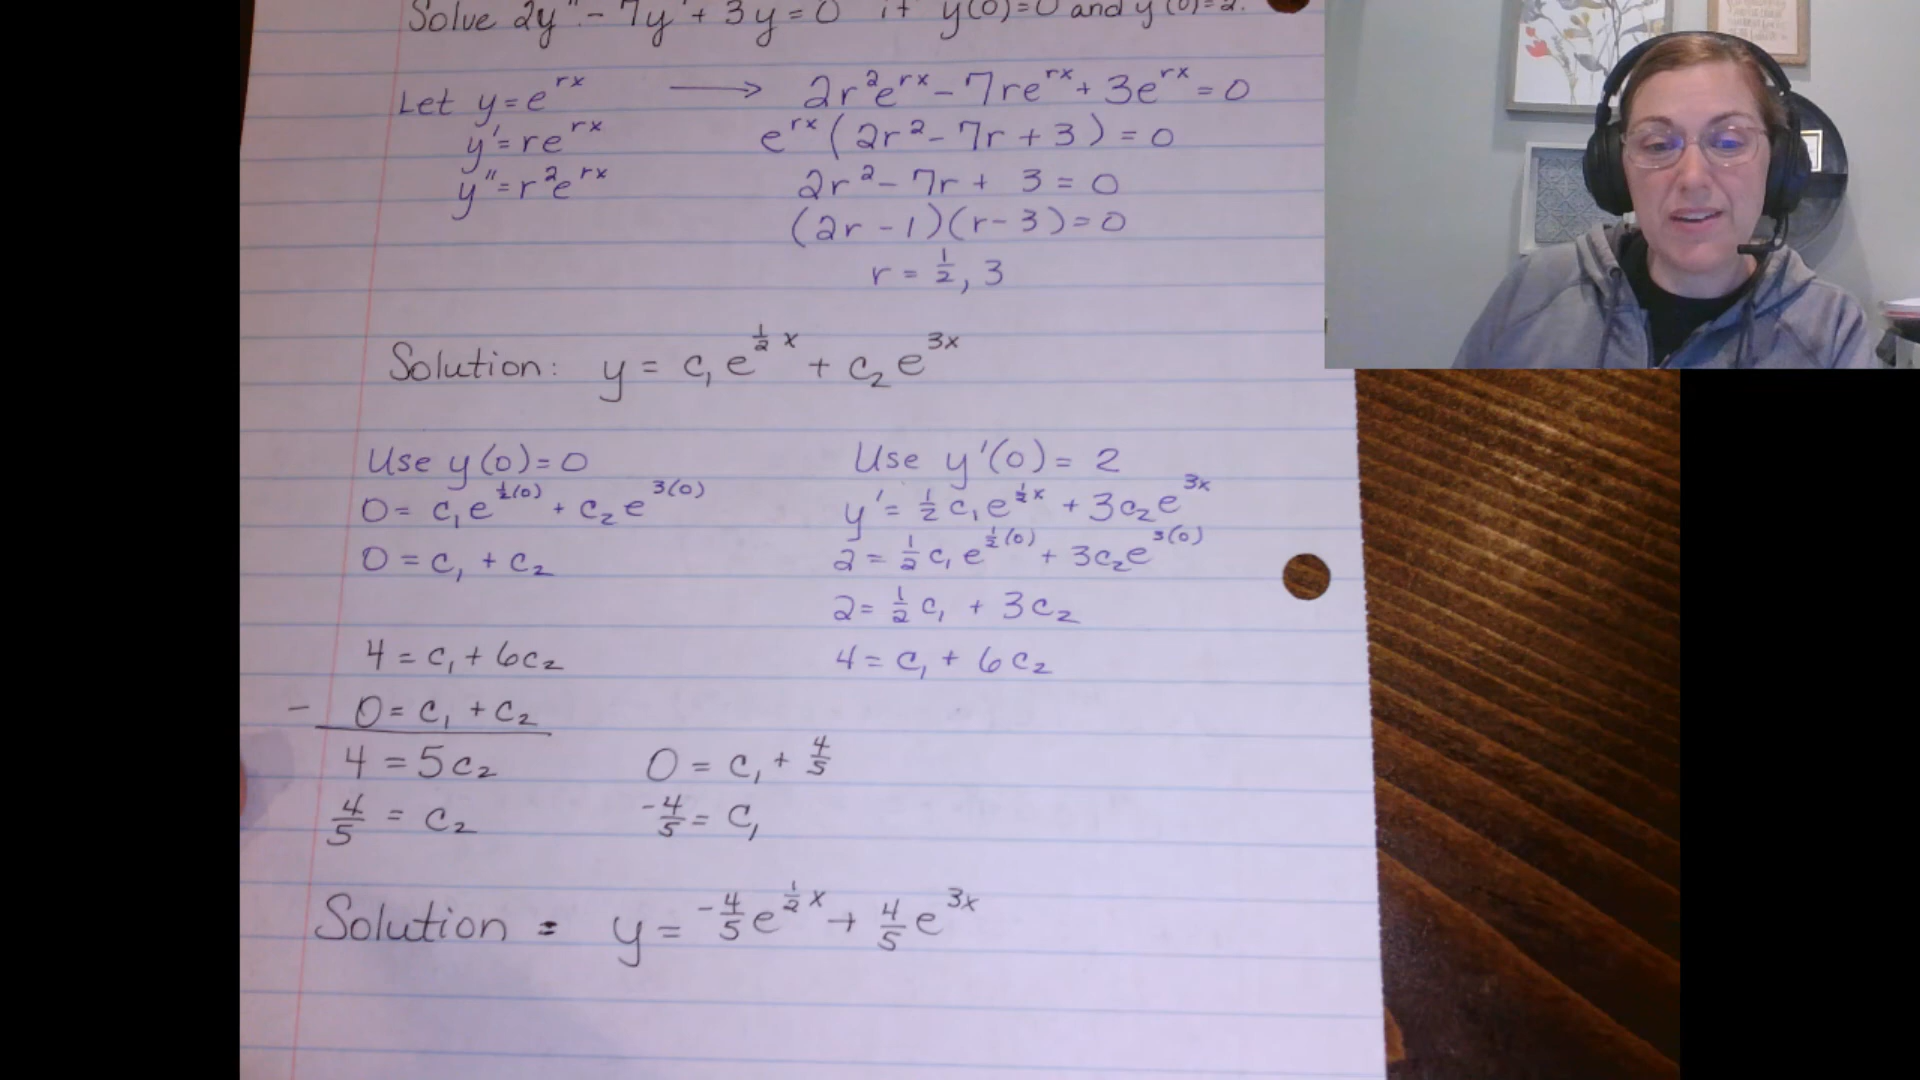 Solve 2y" - 7y' + 3y = 0 if y(0)=0 and y'(0)=2.
Let y = e^{rx} ⟶ 2r²e^{rx} - 7re^{rx} + 3e^{rx} = 0
y' = re^{rx} e^{rx}(2r² - 7r + 3) = 0
y" = r²e^{rx} 2r² - 7r + 3 = 0
(2r - 1)(r - 3) = 0
r = 1/2, 3
Solution: y = c₁e^{1/2 x} + c₂e^{3x}
Use y(0) = 0
0 = c₁e^{1/2(0)} + c₂e^{3(0)}
0 = c₁ + c₂
Use y'(0) = 2
y' = 1/2 c₁e^{1/2 x} + 3c₂e^{3x}
2 = 1/2 c₁e^{1/2(0)} + 3c₂e^{3(0)}
2 = 1/2 c₁ + 3c₂
4 = c₁ + 6c₂
4 = c₁ + 6c₂
- 0 = c₁ + c₂
4 = 5c₂
4/5 = c₂
0 = c₁ + 4/5
-4/5 = c₁
Solution = y = -4/5 e^{1/2 x} + 4/5 e^{3x}